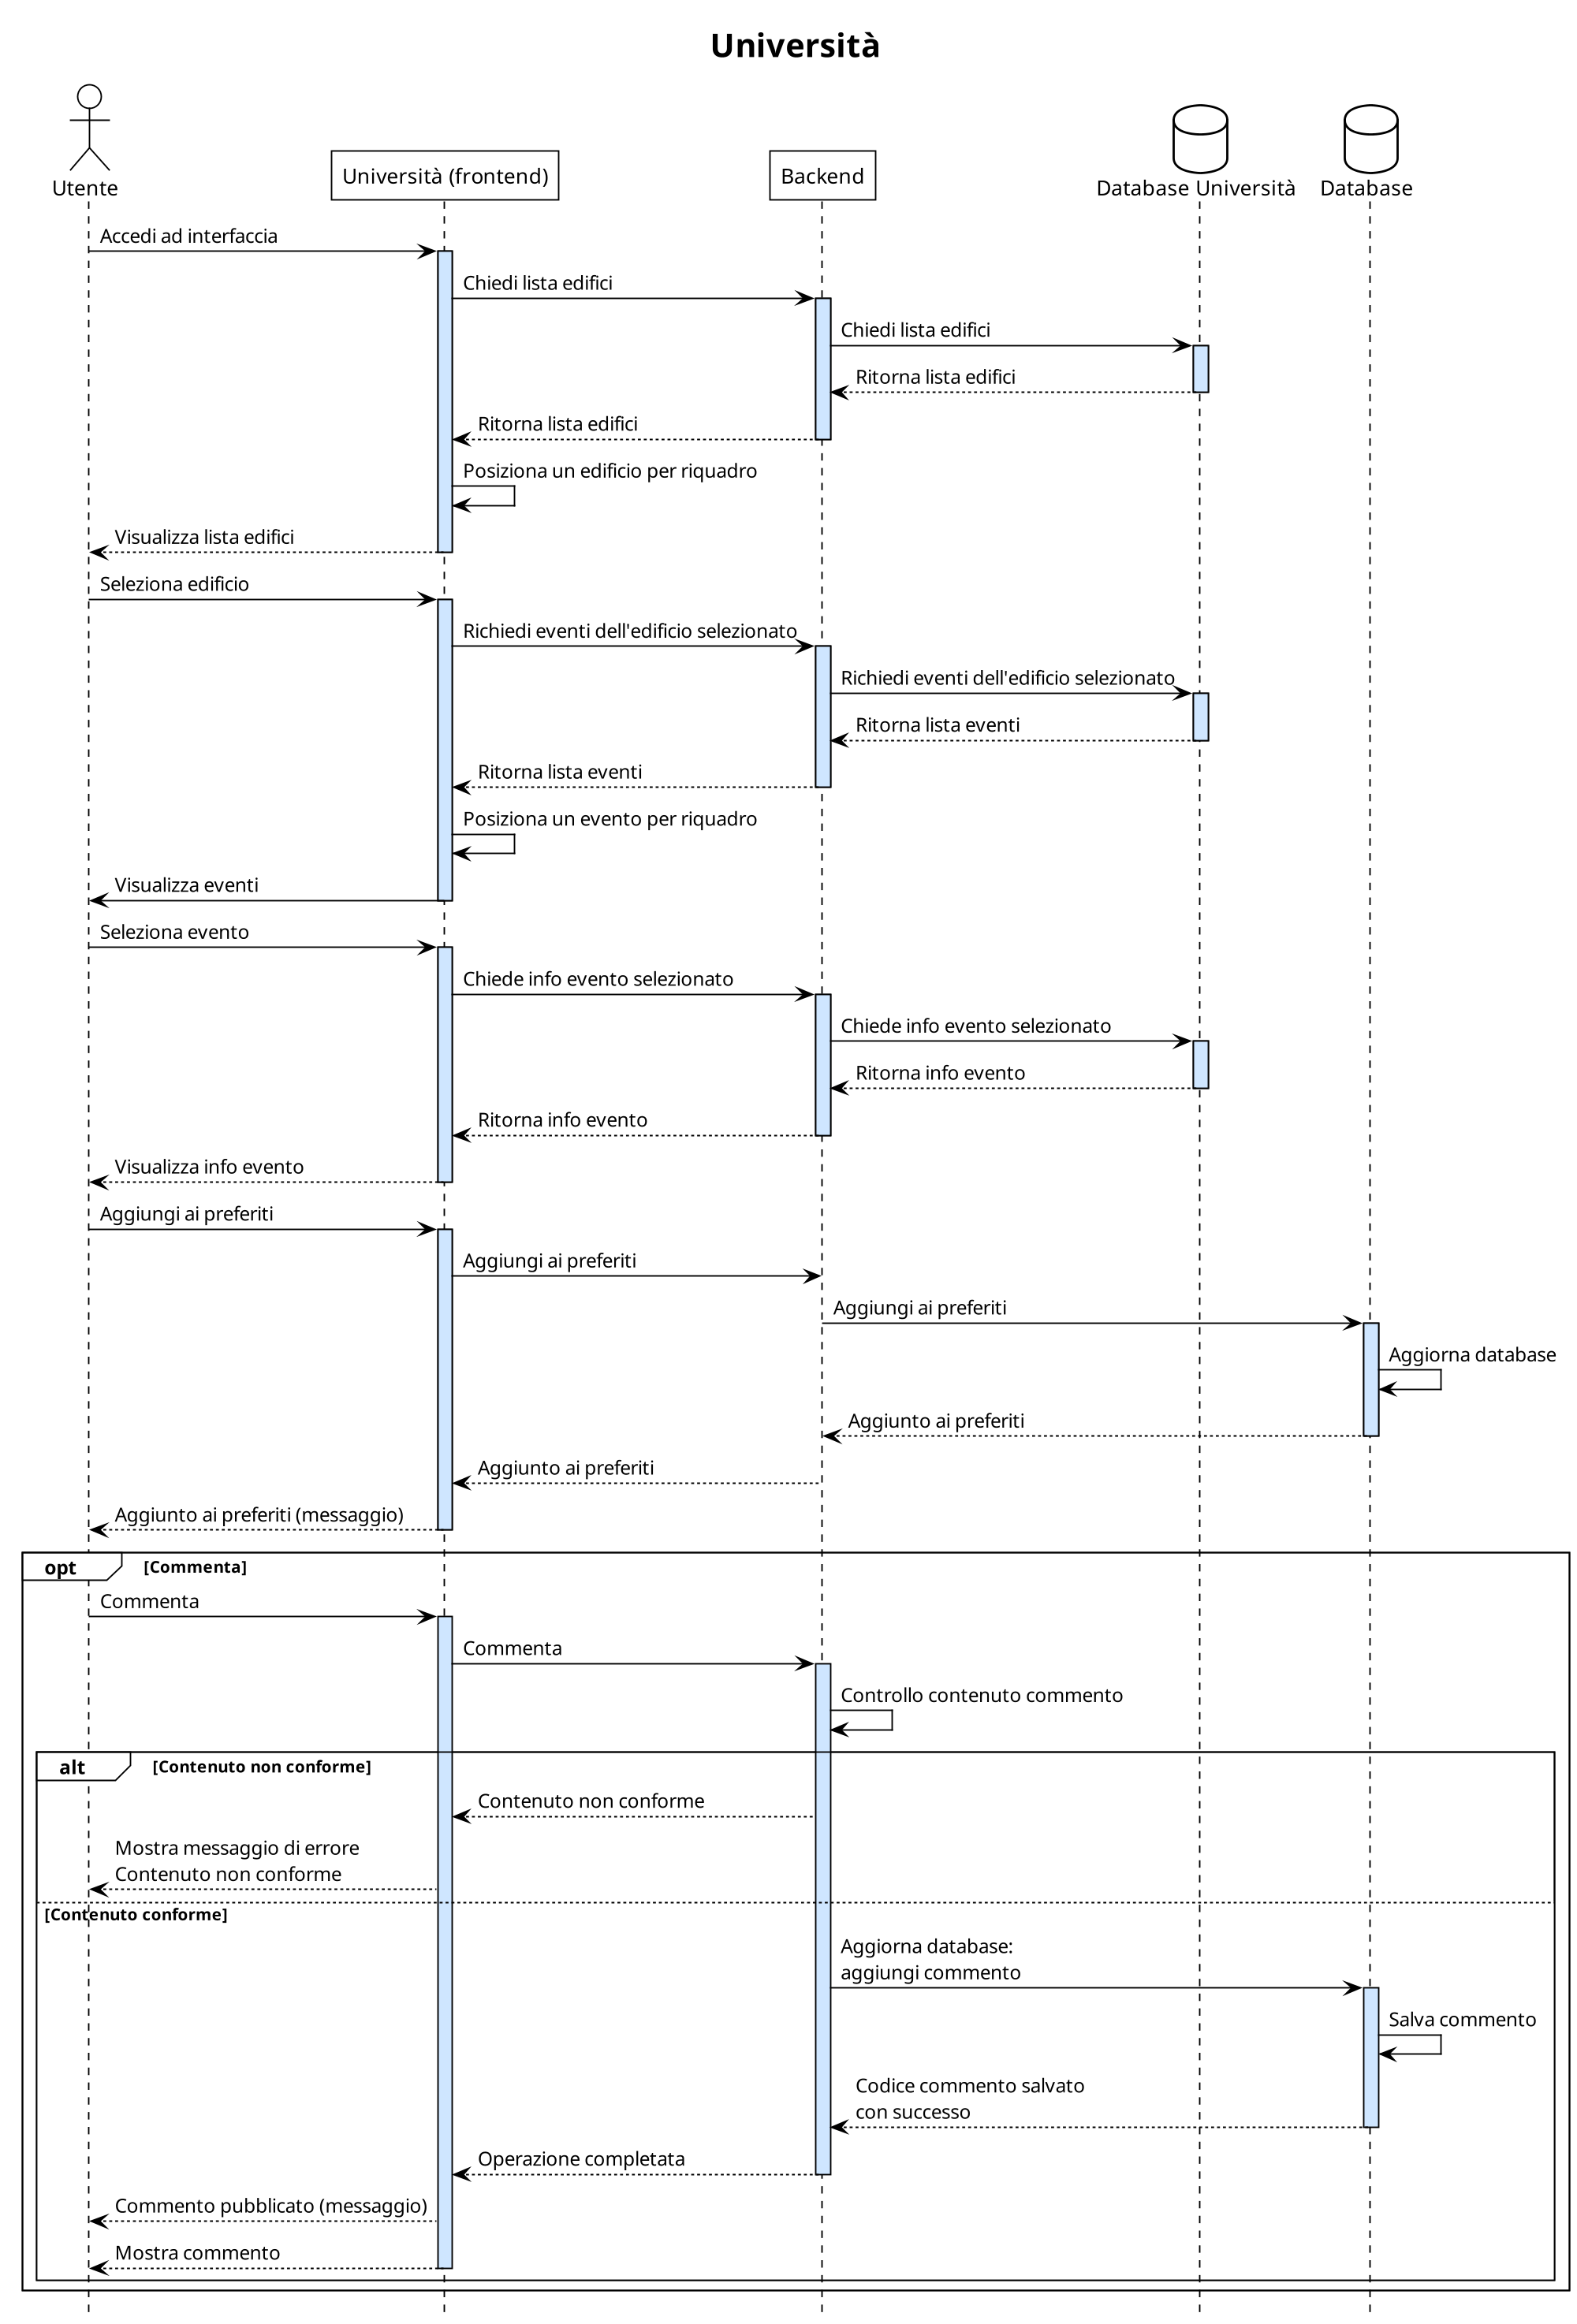 Università
Utente
Università (frontend)
Backend
Database Università
Database
Accedi ad interfaccia
Chiedi lista edifici
Chiedi lista edifici
Ritorna lista edifici
Ritorna lista edifici
Posiziona un edificio per riquadro
Visualizza lista edifici
Seleziona edificio
Richiedi eventi dell'edificio selezionato
Richiedi eventi dell'edificio selezionato
Ritorna lista eventi
Ritorna lista eventi
Posiziona un evento per riquadro
Visualizza eventi
Seleziona evento
Chiede info evento selezionato
Chiede info evento selezionato
Ritorna info evento
Ritorna info evento
Visualizza info evento
Aggiungi ai preferiti
Aggiungi ai preferiti
Aggiungi ai preferiti
Aggiorna database
Aggiunto ai preferiti
Aggiunto ai preferiti
Aggiunto ai preferiti (messaggio)
opt [Commenta]
Commenta
Commenta
Controllo contenuto commento
alt [Contenuto non conforme]
Contenuto non conforme
Mostra messaggio di errore
Contenuto non conforme
[Contenuto conforme]
Aggiorna database:
aggiungi commento
Salva commento
Codice commento salvato
con successo
Operazione completata
Commento pubblicato (messaggio)
Mostra commento